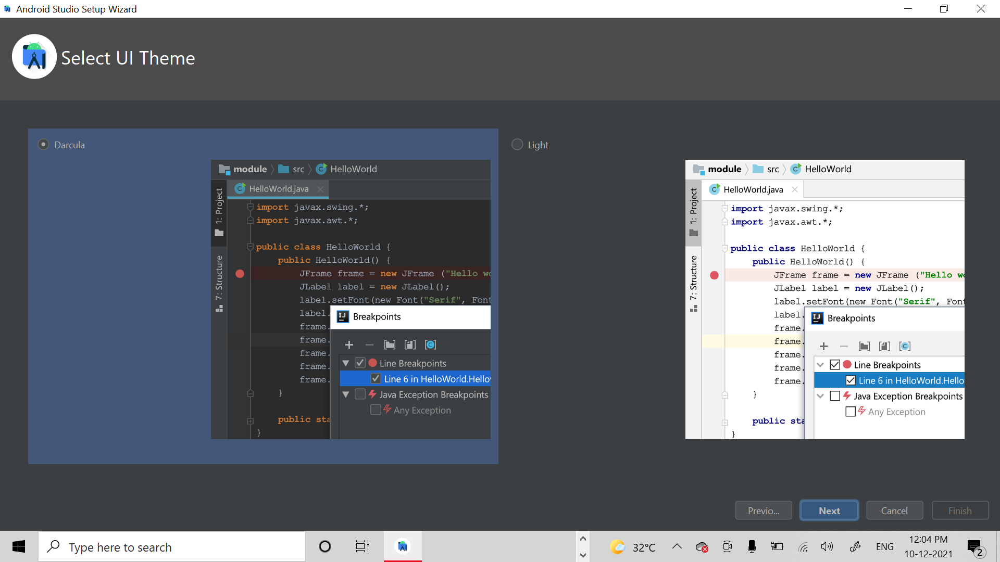 Android Studio Setup Wizard
Select UI Theme
Darcula
module src HelloWorld
HelloWorld.java
1: Project
7: Structure
import javax.swing.*;
import javax.awt.*;
public class HelloWorld {
public HelloWorld() {
JFrame frame = new JFrame ("Hello wo
JLabel label = new JLabel();
label.setFont(new Font("Serif", Font
label.
frame.
frame.
frame.
frame.
frame.
}
public sta
}
Breakpoints
Line Breakpoints
Line 6 in HelloWorld.Hello
Java Exception Breakpoints
Any Exception
Light
module src HelloWorld
HelloWorld.java
1: Project
7: Structure
import javax.swing.*;
import javax.awt.*;
public class HelloWorld {
public HelloWorld() {
JFrame frame = new JFrame ("Hello wo
JLabel label = new JLabel();
label.setFont(new Font("Serif", Font
label.
frame.
frame.
frame.
frame.
frame.
}
public sta
}
Breakpoints
Line Breakpoints
Line 6 in HelloWorld.Hello
Java Exception Breakpoints
Any Exception
Previo... Next Cancel Finish
Type here to search
32°C
ENG
12:04 PM
10-12-2021
2